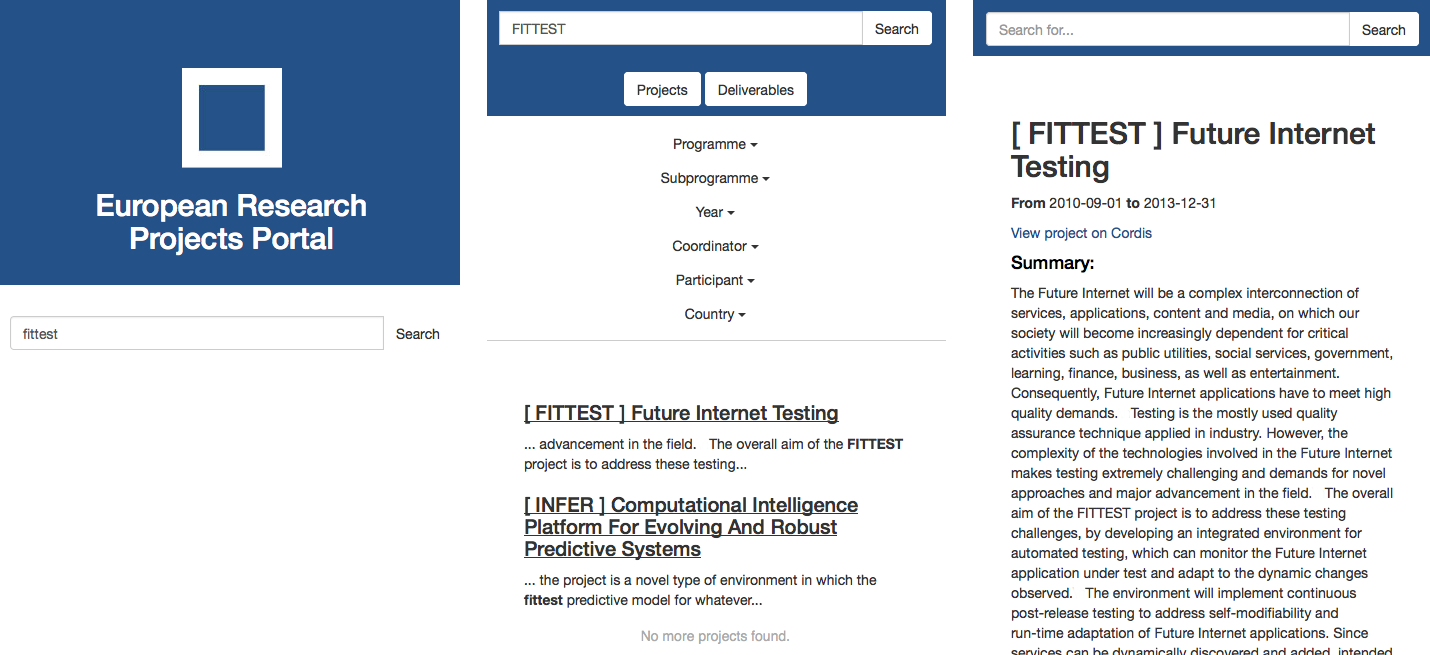 European Research
Projects Portal
fittest
Search
FITTEST
Search
Projects
Deliverables
Programme
Subprogramme
Year
Coordinator
Participant
Country
[ FITTEST ] Future Internet Testing
... advancement in the field. The overall aim of the FITTEST
project is to address these testing...
[ INFER ] Computational Intelligence
Platform For Evolving And Robust
Predictive Systems
... the project is a novel type of environment in which the
fittest predictive model for whatever...
No more projects found.
Search for...
Search
[ FITTEST ] Future Internet
Testing
From 2010-09-01 to 2013-12-31
View project on Cordis
Summary:
The Future Internet will be a complex interconnection of
services, applications, content and media, on which our
society will become increasingly dependent for critical
activities such as public utilities, social services, government,
learning, finance, business, as well as entertainment.
Consequently, Future Internet applications have to meet high
quality demands. Testing is the mostly used quality
assurance technique applied in industry. However, the
complexity of the technologies involved in the Future Internet
makes testing extremely challenging and demands for novel
approaches and major advancement in the field. The overall
aim of the FITTEST project is to address these testing
challenges, by developing an integrated environment for
automated testing, which can monitor the Future Internet
application under test and adapt to the dynamic changes
observed. The environment will implement continuous
post-release testing to address self-modifiability and
run-time adaptation of Future Internet applications. Since
services can be dynamically discovered and added, intended